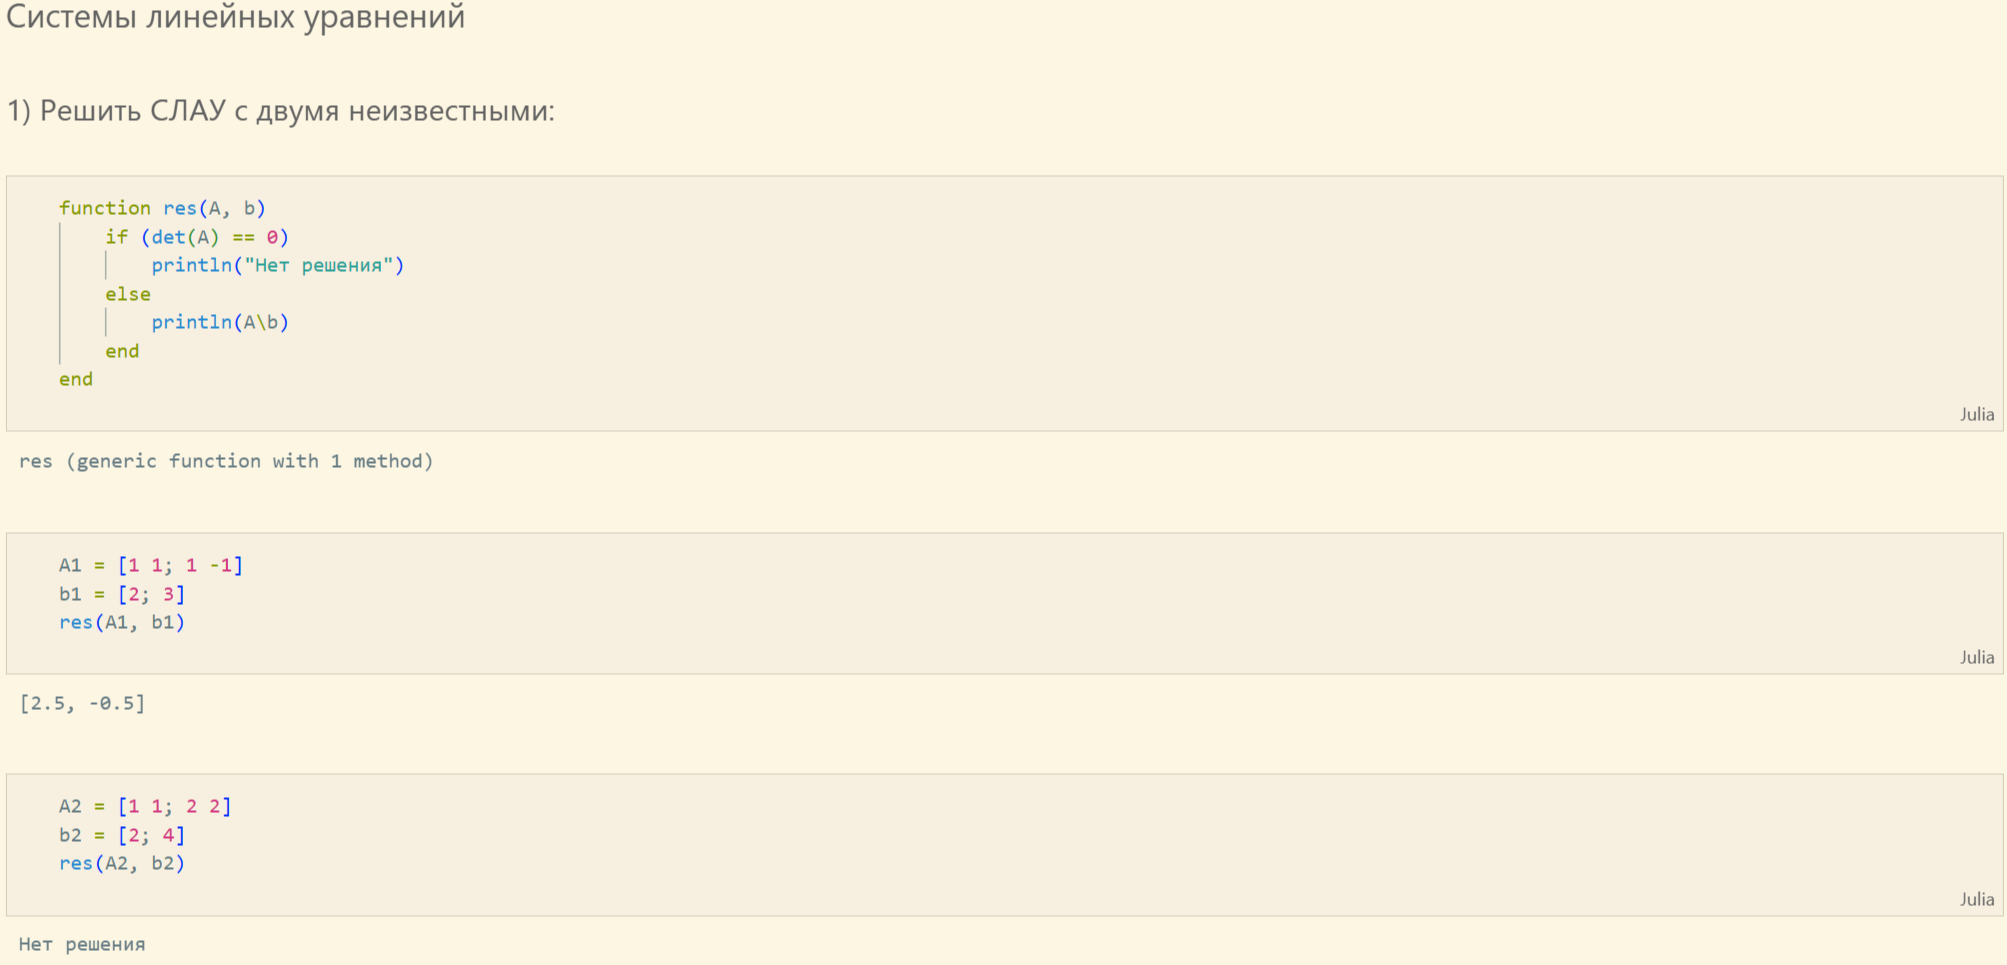 Системы линейных уравнений
1) Решить СЛАУ с двумя неизвестными:
function res(A, b)
if (det(A) == 0)
println("Нет решения")
else
println(A\b)
end
end
Julia
res (generic function with 1 method)
A1 = [1 1; 1 -1]
b1 = [2; 3]
res(A1, b1)
Julia
[2.5, -0.5]
A2 = [1 1; 2 2]
b2 = [2; 4]
res(A2, b2)
Julia
Нет решения